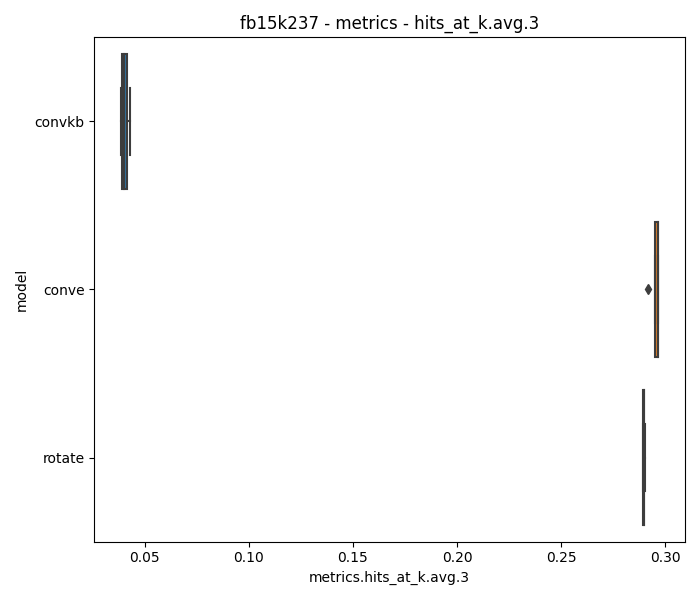 fb15k237 - metrics - hits_at_k.avg.3
convkb
conve
rotate
model
0.05 0.10 0.15 0.20 0.25 0.30
metrics.hits_at_k.avg.3